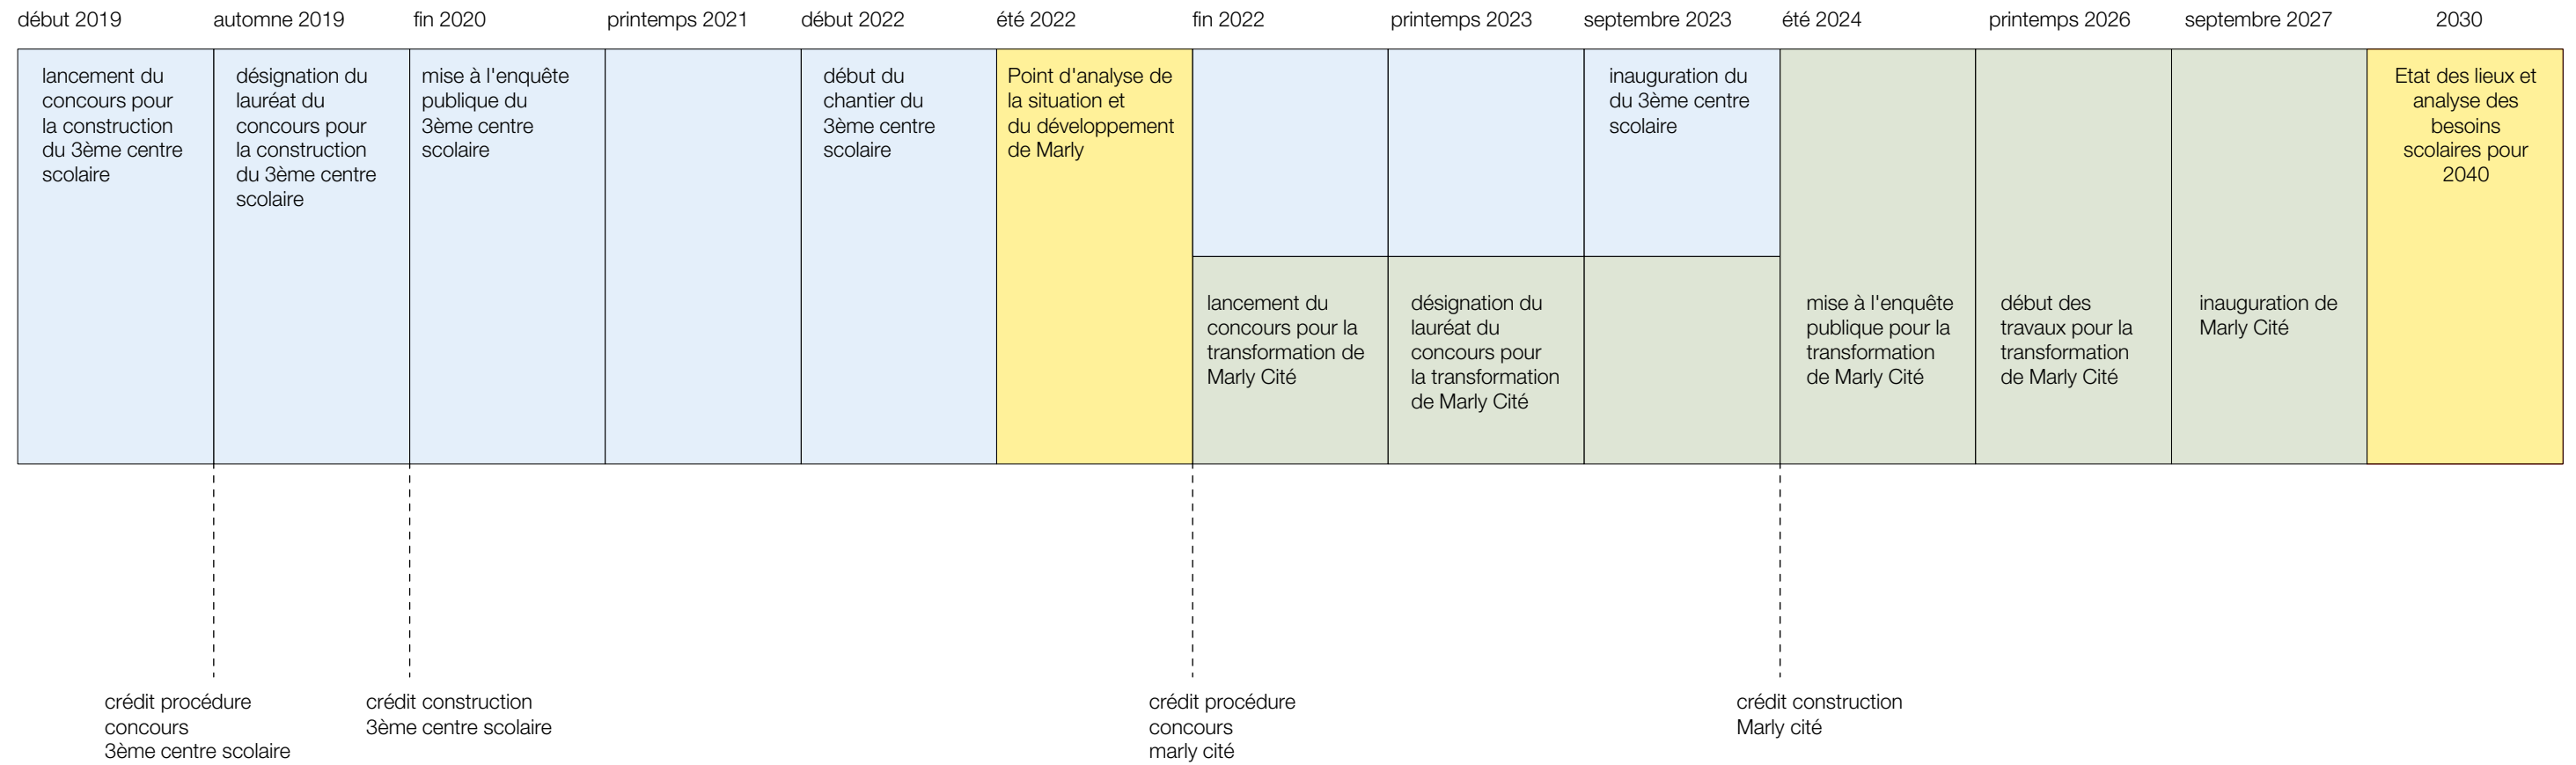 début 2019
automne 2019
fin 2020
printemps 2021
début 2022
été 2022
fin 2022
printemps 2023
septembre 2023
été 2024
printemps 2026
septembre 2027
2030
lancement du
concours pour
la construction
du 3ème centre
scolaire
désignation du
lauréat du
concours pour
la construction
du 3ème centre
scolaire
mise à l'enquête
publique du
3ème centre
scolaire
début du
chantier du
3ème centre
scolaire
Point d'analyse de
la situation et
du développement
de Marly
inauguration du
du 3ème centre
scolaire
Etat des lieux et
analyse des
besoins
scolaires pour
2040
lancement du
concours pour la
transformation de
Marly Cité
désignation du
lauréat du
concours pour
la transformation
de Marly Cité
mise à l'enquête
publique pour la
transformation
de Marly Cité
début des
travaux pour la
transformation
de Marly Cité
inauguration de
Marly Cité
crédit procédure
concours
3ème centre scolaire
crédit construction
3ème centre scolaire
crédit procédure
concours
marly cité
crédit construction
Marly cité